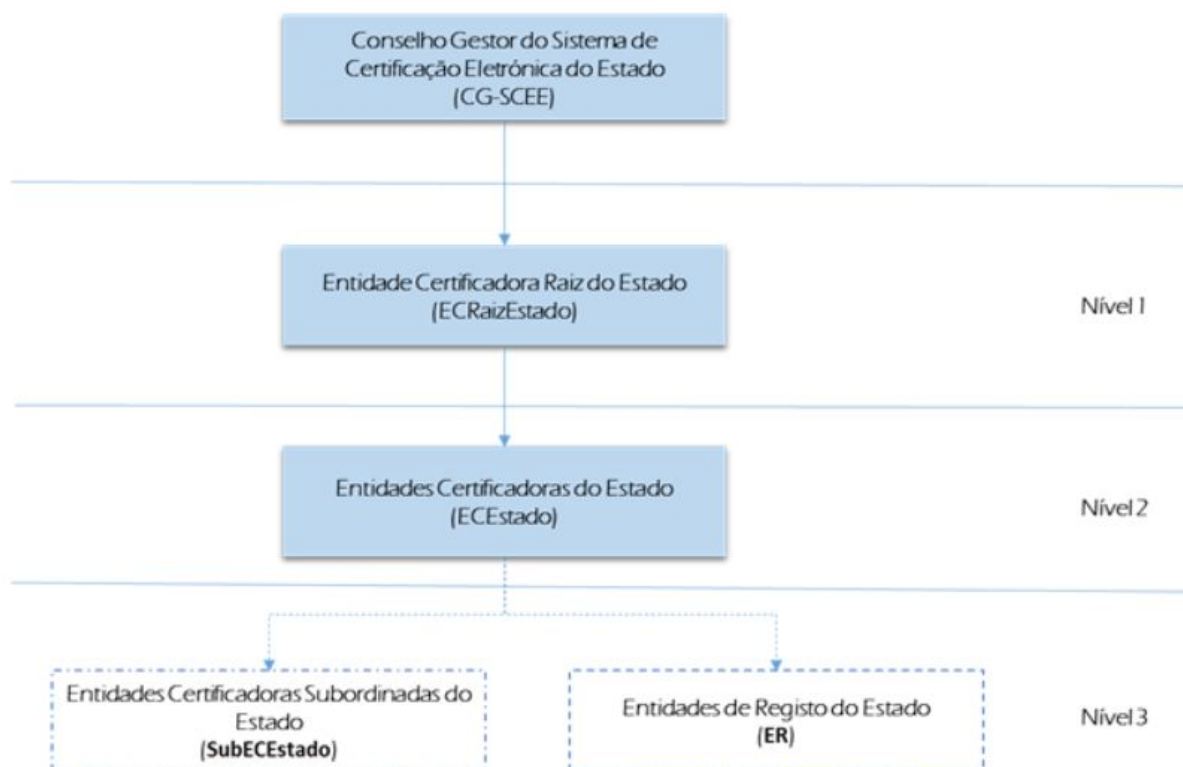 Conselho Gestor do Sistema de
Certificação Eletrónica do Estado
(CG-SCEE)
Entidade Certificadora Raiz do Estado
(ECRaizEstado)
Nível 1
Entidades Certificadoras do Estado
(ECEstado)
Nível 2
Entidades Certificadoras Subordinadas do
Estado
(SubECEstado)
Entidades de Registo do Estado
(ER)
Nível 3